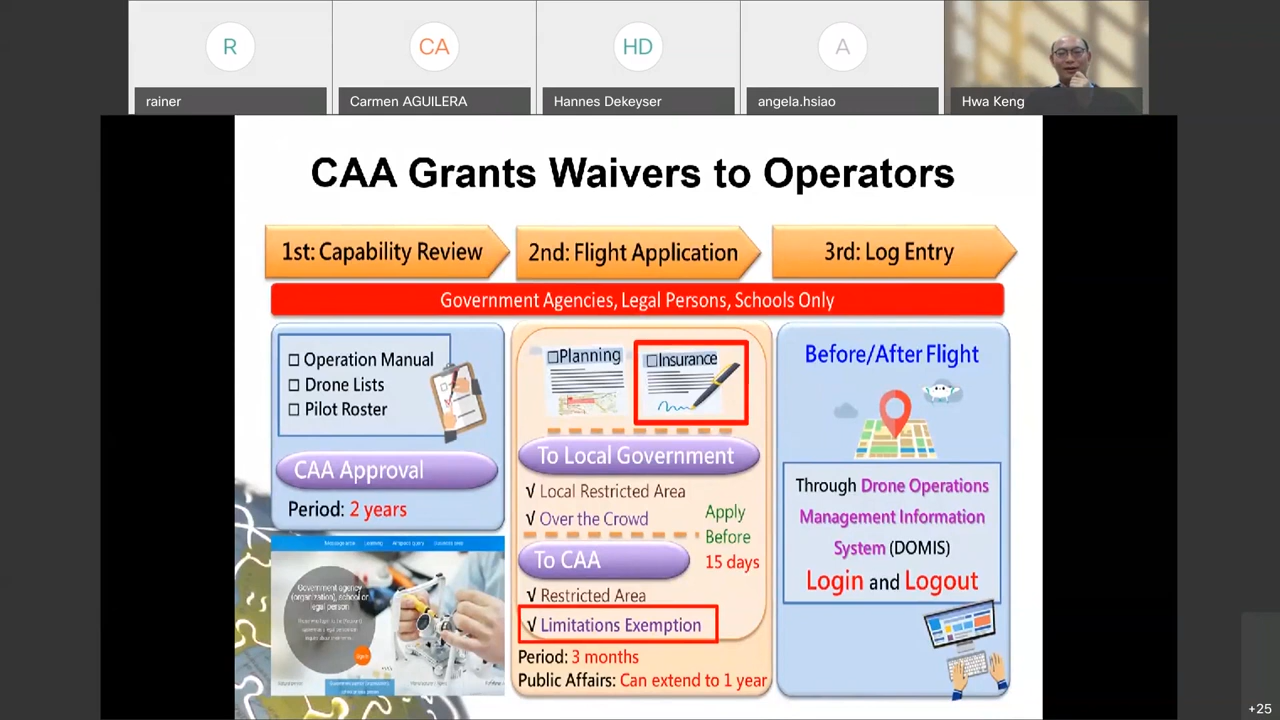 R
CA
HD
A
rainer
Carmen AGUILERA
Hannes Dekeyser
angela.hsiao
Hwa Keng
CAA Grants Waivers to Operators
1st: Capability Review
2nd: Flight Application
3rd: Log Entry
Government Agencies, Legal Persons, Schools Only
☐ Operation Manual
☐ Drone Lists
☐ Pilot Roster
CAA Approval
Period: 2 years
Government agency
(organization), school or
legal person
☐Planning
☐Insurance
To Local Government
√ Local Restricted Area
√ Over the Crowd
Apply
Before
15 days
To CAA
√ Restricted Area
√ Limitations Exemption
Period: 3 months
Public Affairs: Can extend to 1 year
Before/After Flight
Through Drone Operations
Management Information
System (DOMIS)
Login and Logout
+25